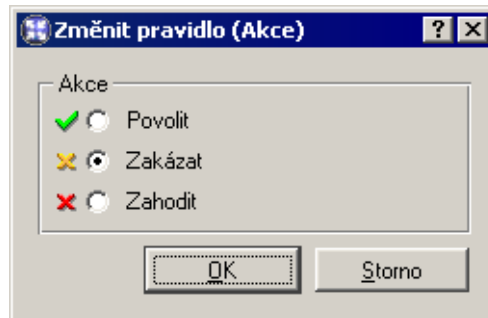 Změnit pravidlo (Akce)
Akce
Povolit
Zakázat
Zahodit
OK
Storno